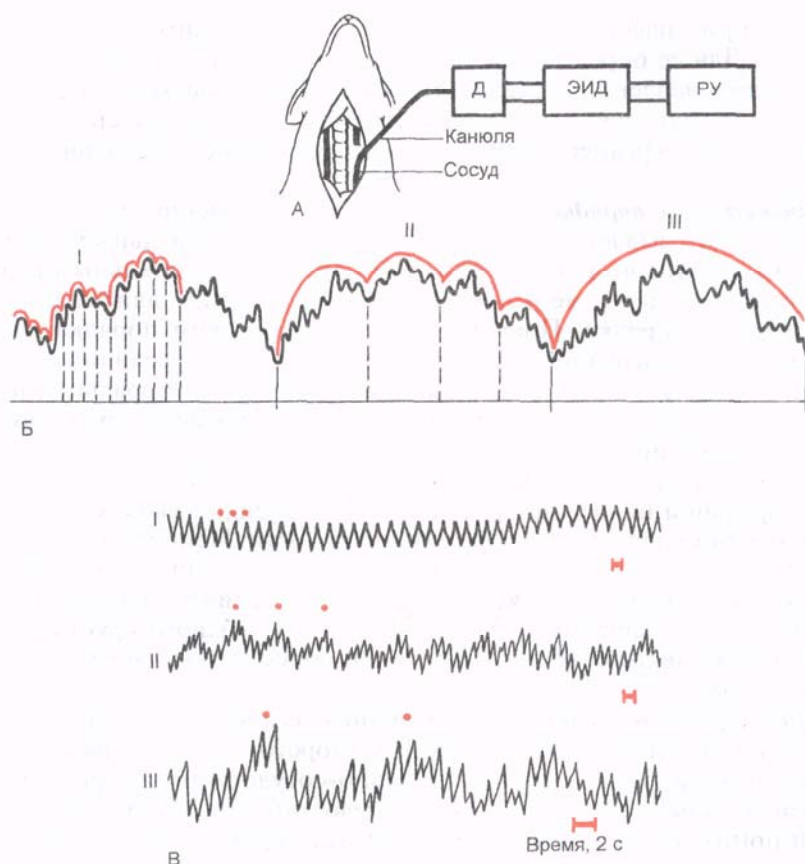 Д ЭИД РУ
Канюля
Сосуд
А
I II III
Б
I
II
III
Время, 2 с
В